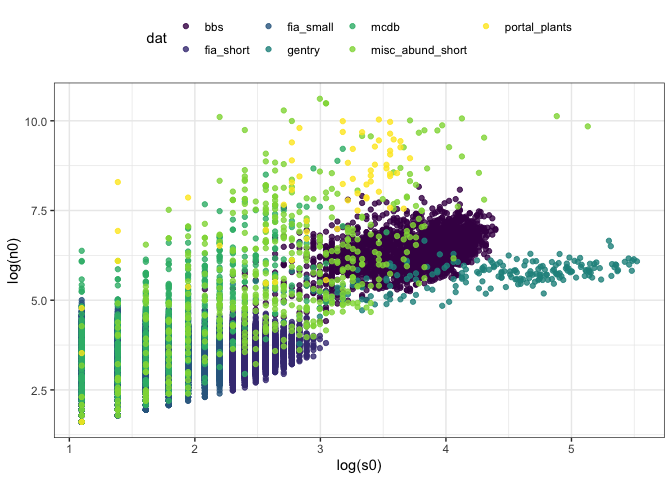 dat
bbs fia_small mcdb portal_plants
fia_short gentry misc_abund_short
10.0
7.5
5.0
2.5
log(n0)
1 2 3 4 5
log(s0)